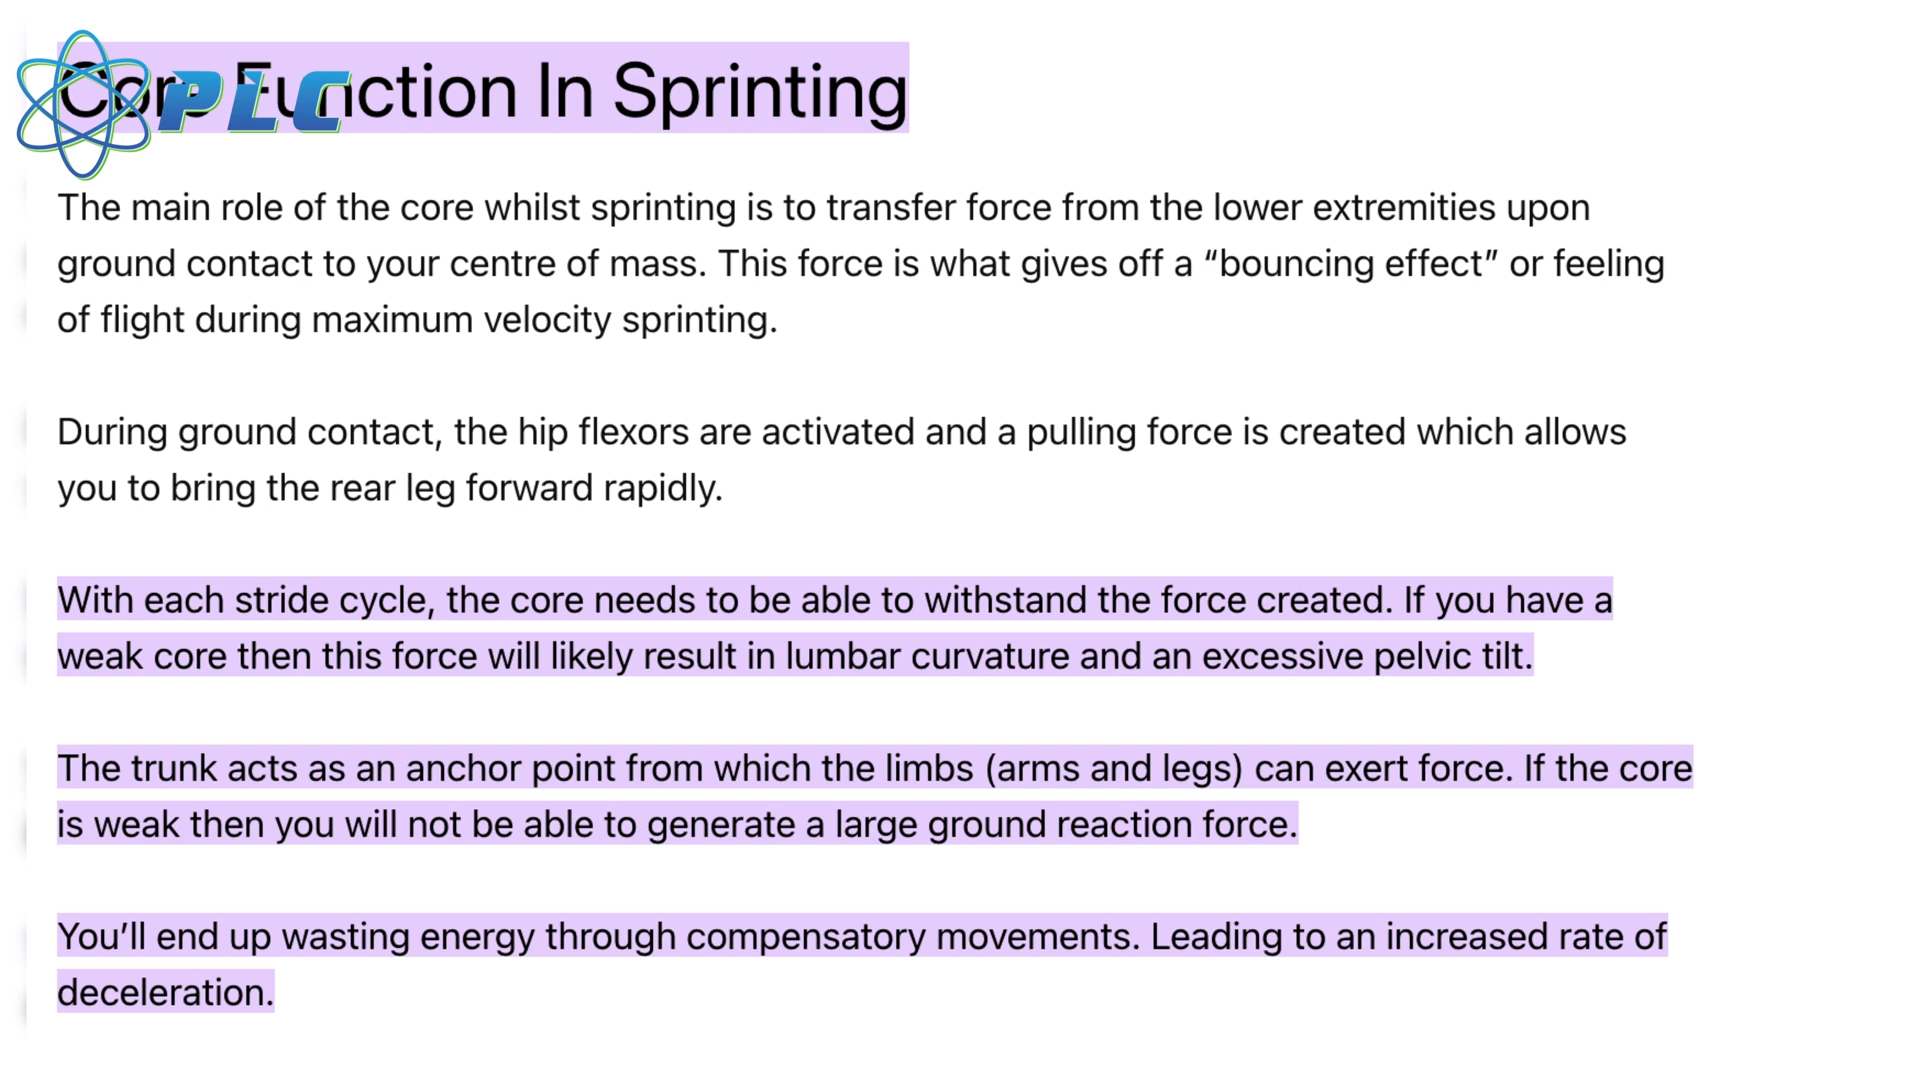 Core Function In Sprinting
PLC
The main role of the core whilst sprinting is to transfer force from the lower extremities upon
ground contact to your centre of mass. This force is what gives off a “bouncing effect” or feeling
of flight during maximum velocity sprinting.
During ground contact, the hip flexors are activated and a pulling force is created which allows
you to bring the rear leg forward rapidly.
With each stride cycle, the core needs to be able to withstand the force created. If you have a
weak core then this force will likely result in lumbar curvature and an excessive pelvic tilt.
The trunk acts as an anchor point from which the limbs (arms and legs) can exert force. If the core
is weak then you will not be able to generate a large ground reaction force.
You’ll end up wasting energy through compensatory movements. Leading to an increased rate of
deceleration.